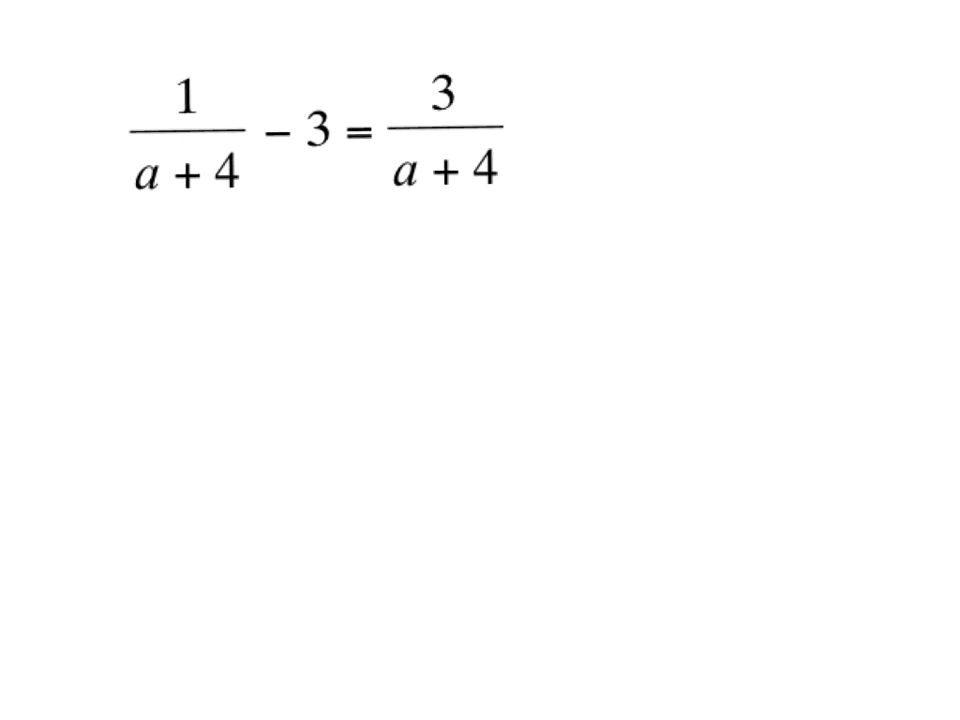 1/(a + 4) − 3 = 3/(a + 4)